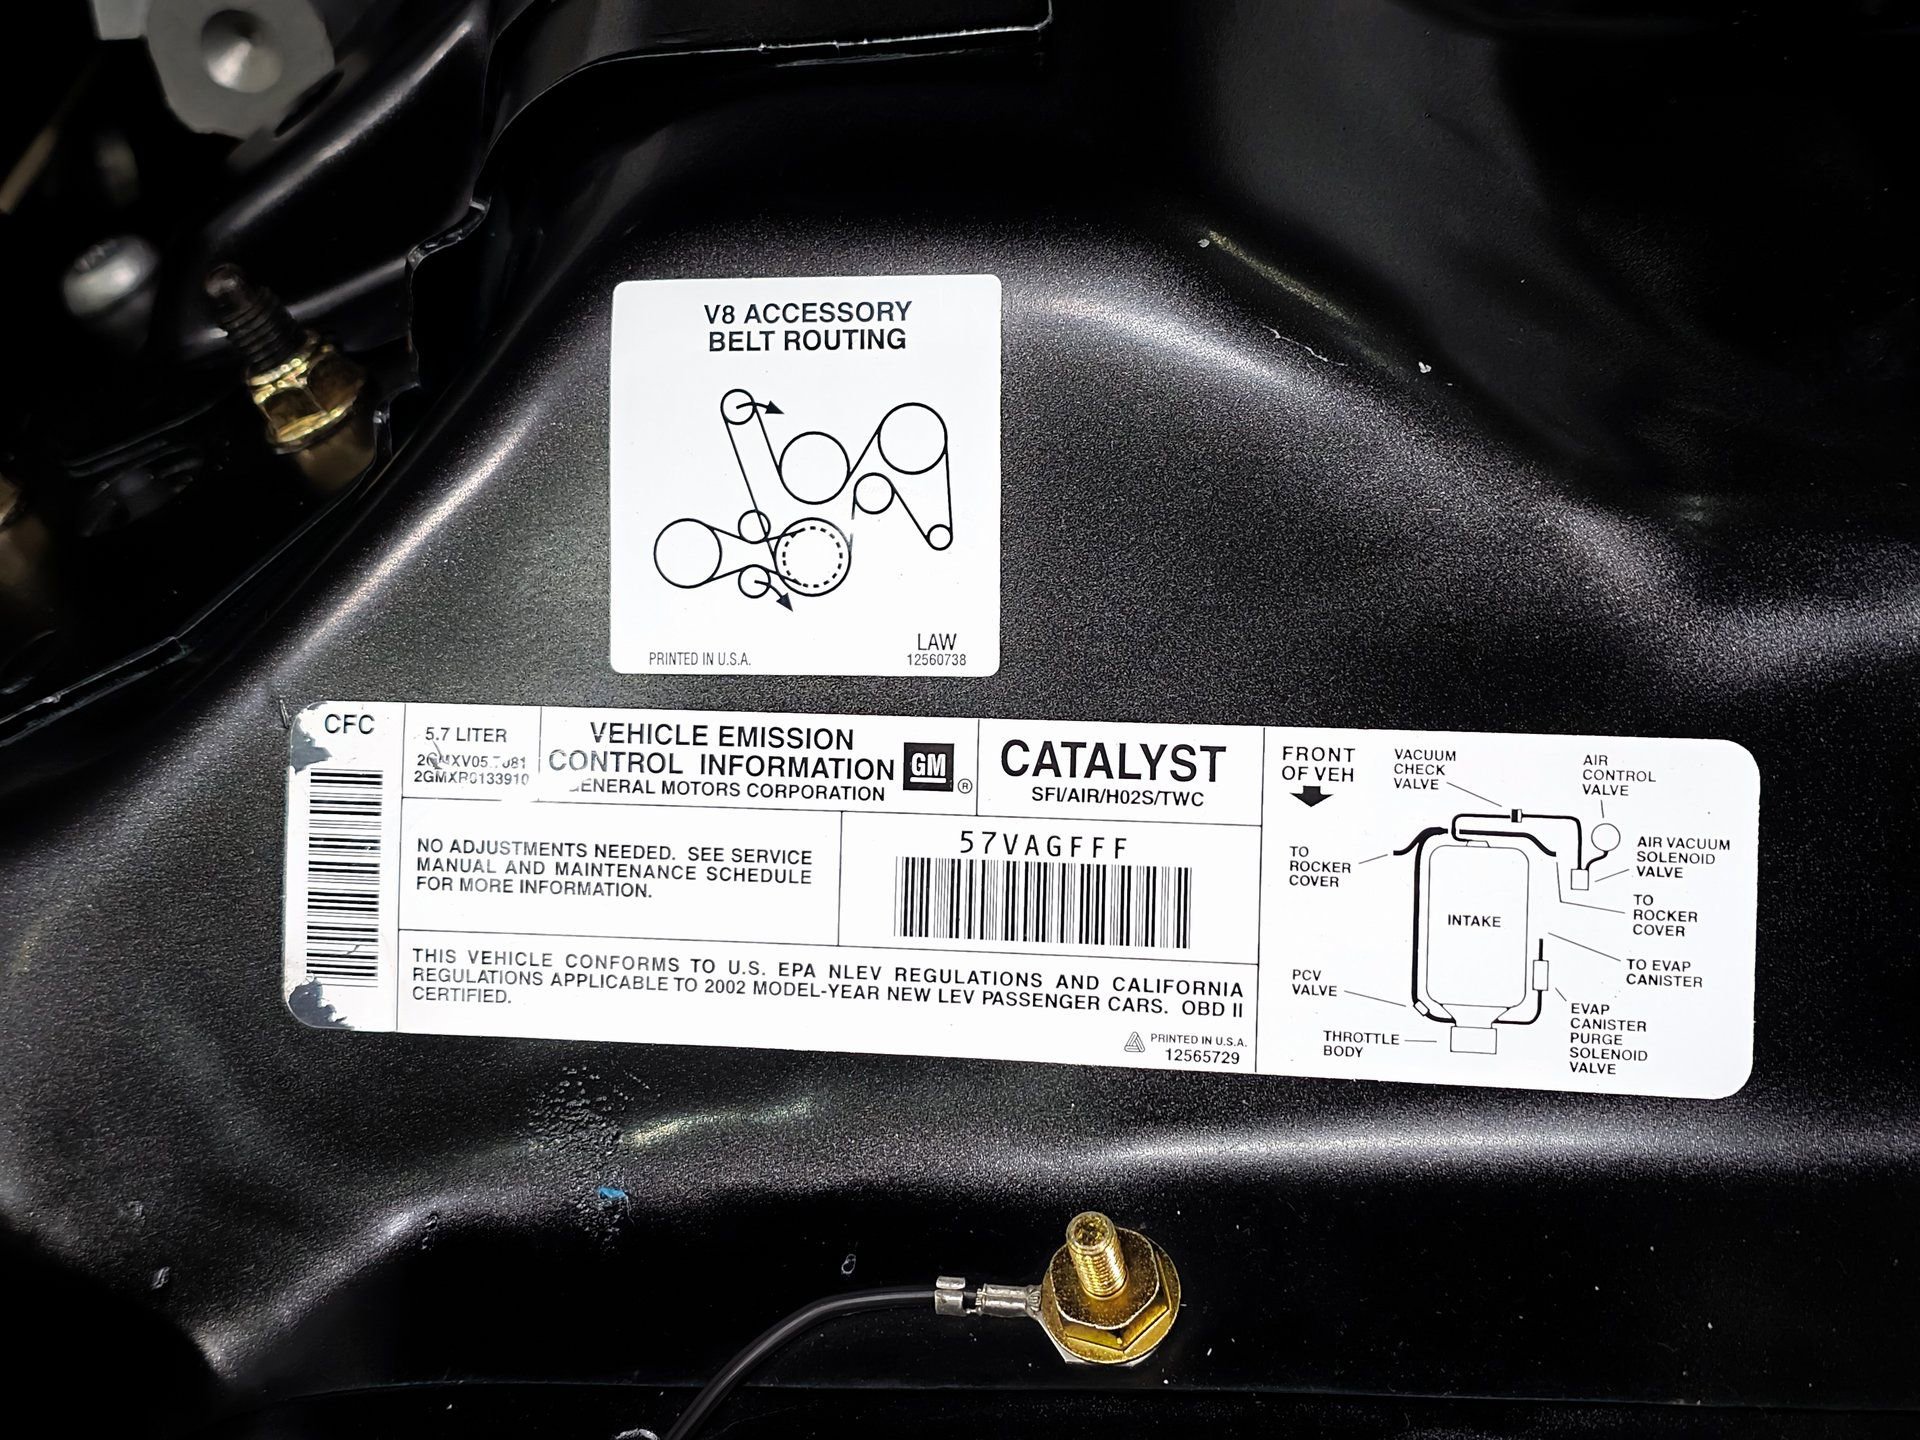 V8 ACCESSORY
BELT ROUTING
PRINTED IN U.S.A.
LAW
12560738
CFC
5.7 LITER
2GMXR0133910
VEHICLE EMISSION
CONTROL INFORMATION
GENERAL MOTORS CORPORATION
GM
®
CATALYST
SFI/AIR/H02S/TWC
NO ADJUSTMENTS NEEDED. SEE SERVICE
MANUAL AND MAINTENANCE SCHEDULE
FOR MORE INFORMATION.
57VAGFFF
THIS VEHICLE CONFORMS TO U.S. EPA NLEV REGULATIONS AND CALIFORNIA
REGULATIONS APPLICABLE TO 2002 MODEL-YEAR NEW LEV PASSENGER CARS. OBD II
CERTIFIED.
PRINTED IN U.S.A.
12565729
FRONT
OF VEH
VACUUM
CHECK
VALVE
AIR
CONTROL
VALVE
TO
ROCKER
COVER
AIR VACUUM
SOLENOID
VALVE
TO
ROCKER
COVER
INTAKE
TO EVAP
CANISTER
PCV
VALVE
EVAP
CANISTER
PURGE
SOLENOID
VALVE
THROTTLE
BODY